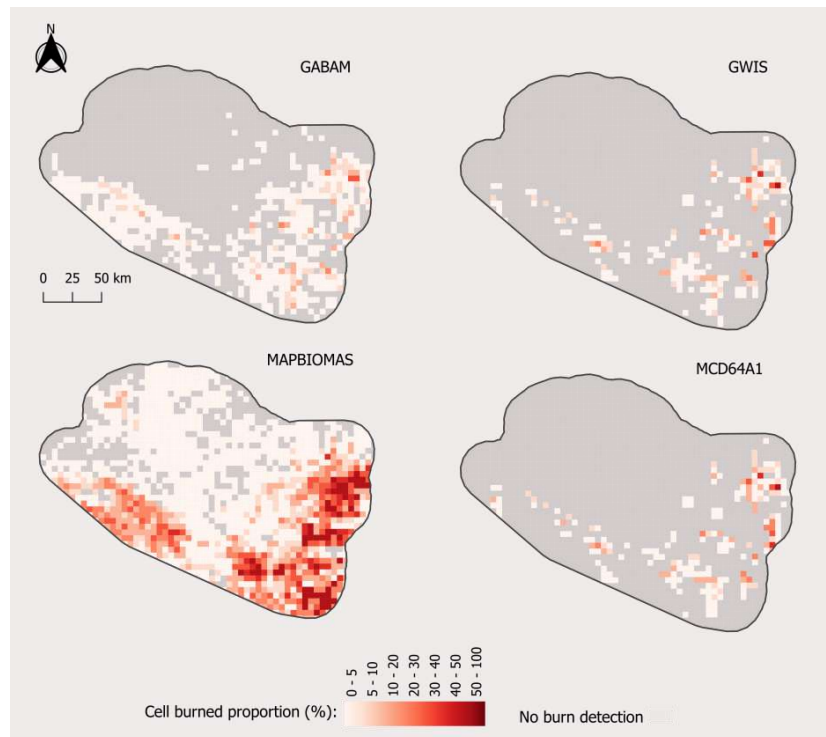 N
GABAM
GWIS
0 25 50 km
MAPBIOMAS
MCD64A1
Cell burned proportion (%):
0 - 5
5 - 10
10 - 20
20 - 30
30 - 40
40 - 50
50 - 100
No burn detection